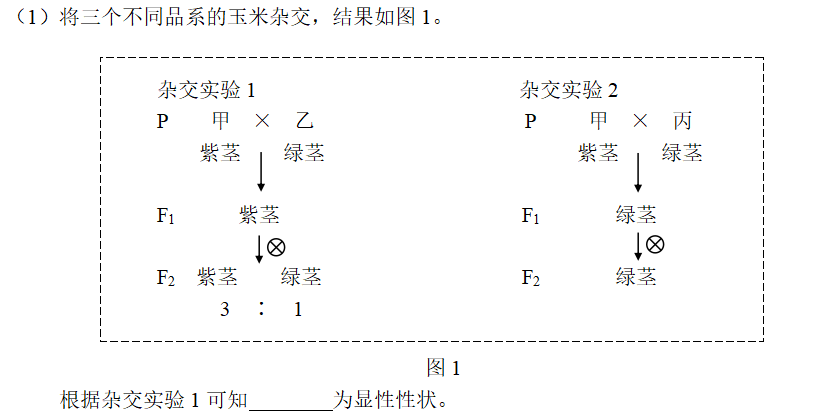 （1）将三个不同品系的玉米杂交，结果如图1。
杂交实验1 杂交实验2
P 甲 × 乙 P 甲 × 丙
紫茎 绿茎 紫茎 绿茎
F₁ 紫茎 F₁ 绿茎
⊗ ⊗
F₂ 紫茎 绿茎 F₂ 绿茎
3 ： 1
图1
根据杂交实验1可知________为显性性状。